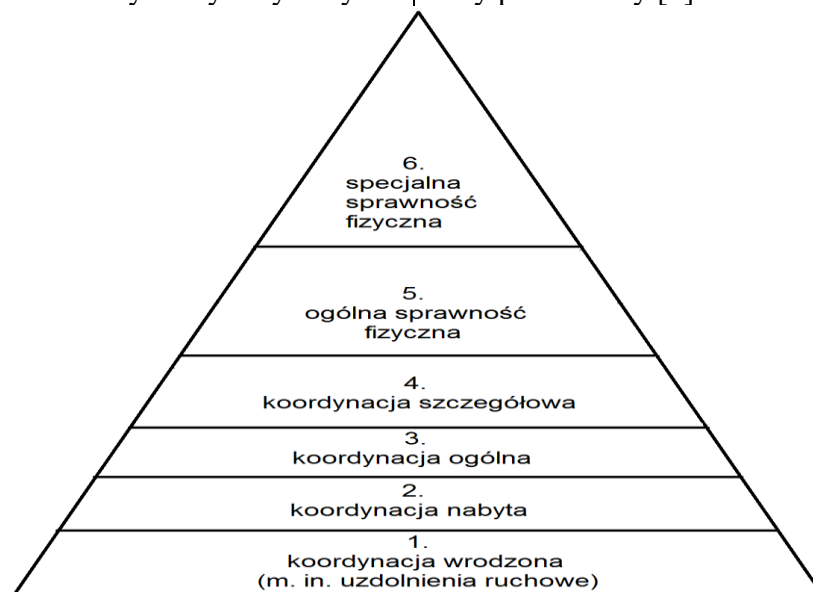 6.
specjalna
sprawność
fizyczna
5.
ogólna sprawność
fizyczna
4.
koordynacja szczegółowa
3.
koordynacja ogólna
2.
koordynacja nabyta
1.
koordynacja wrodzona
(m. in. uzdolnienia ruchowe)